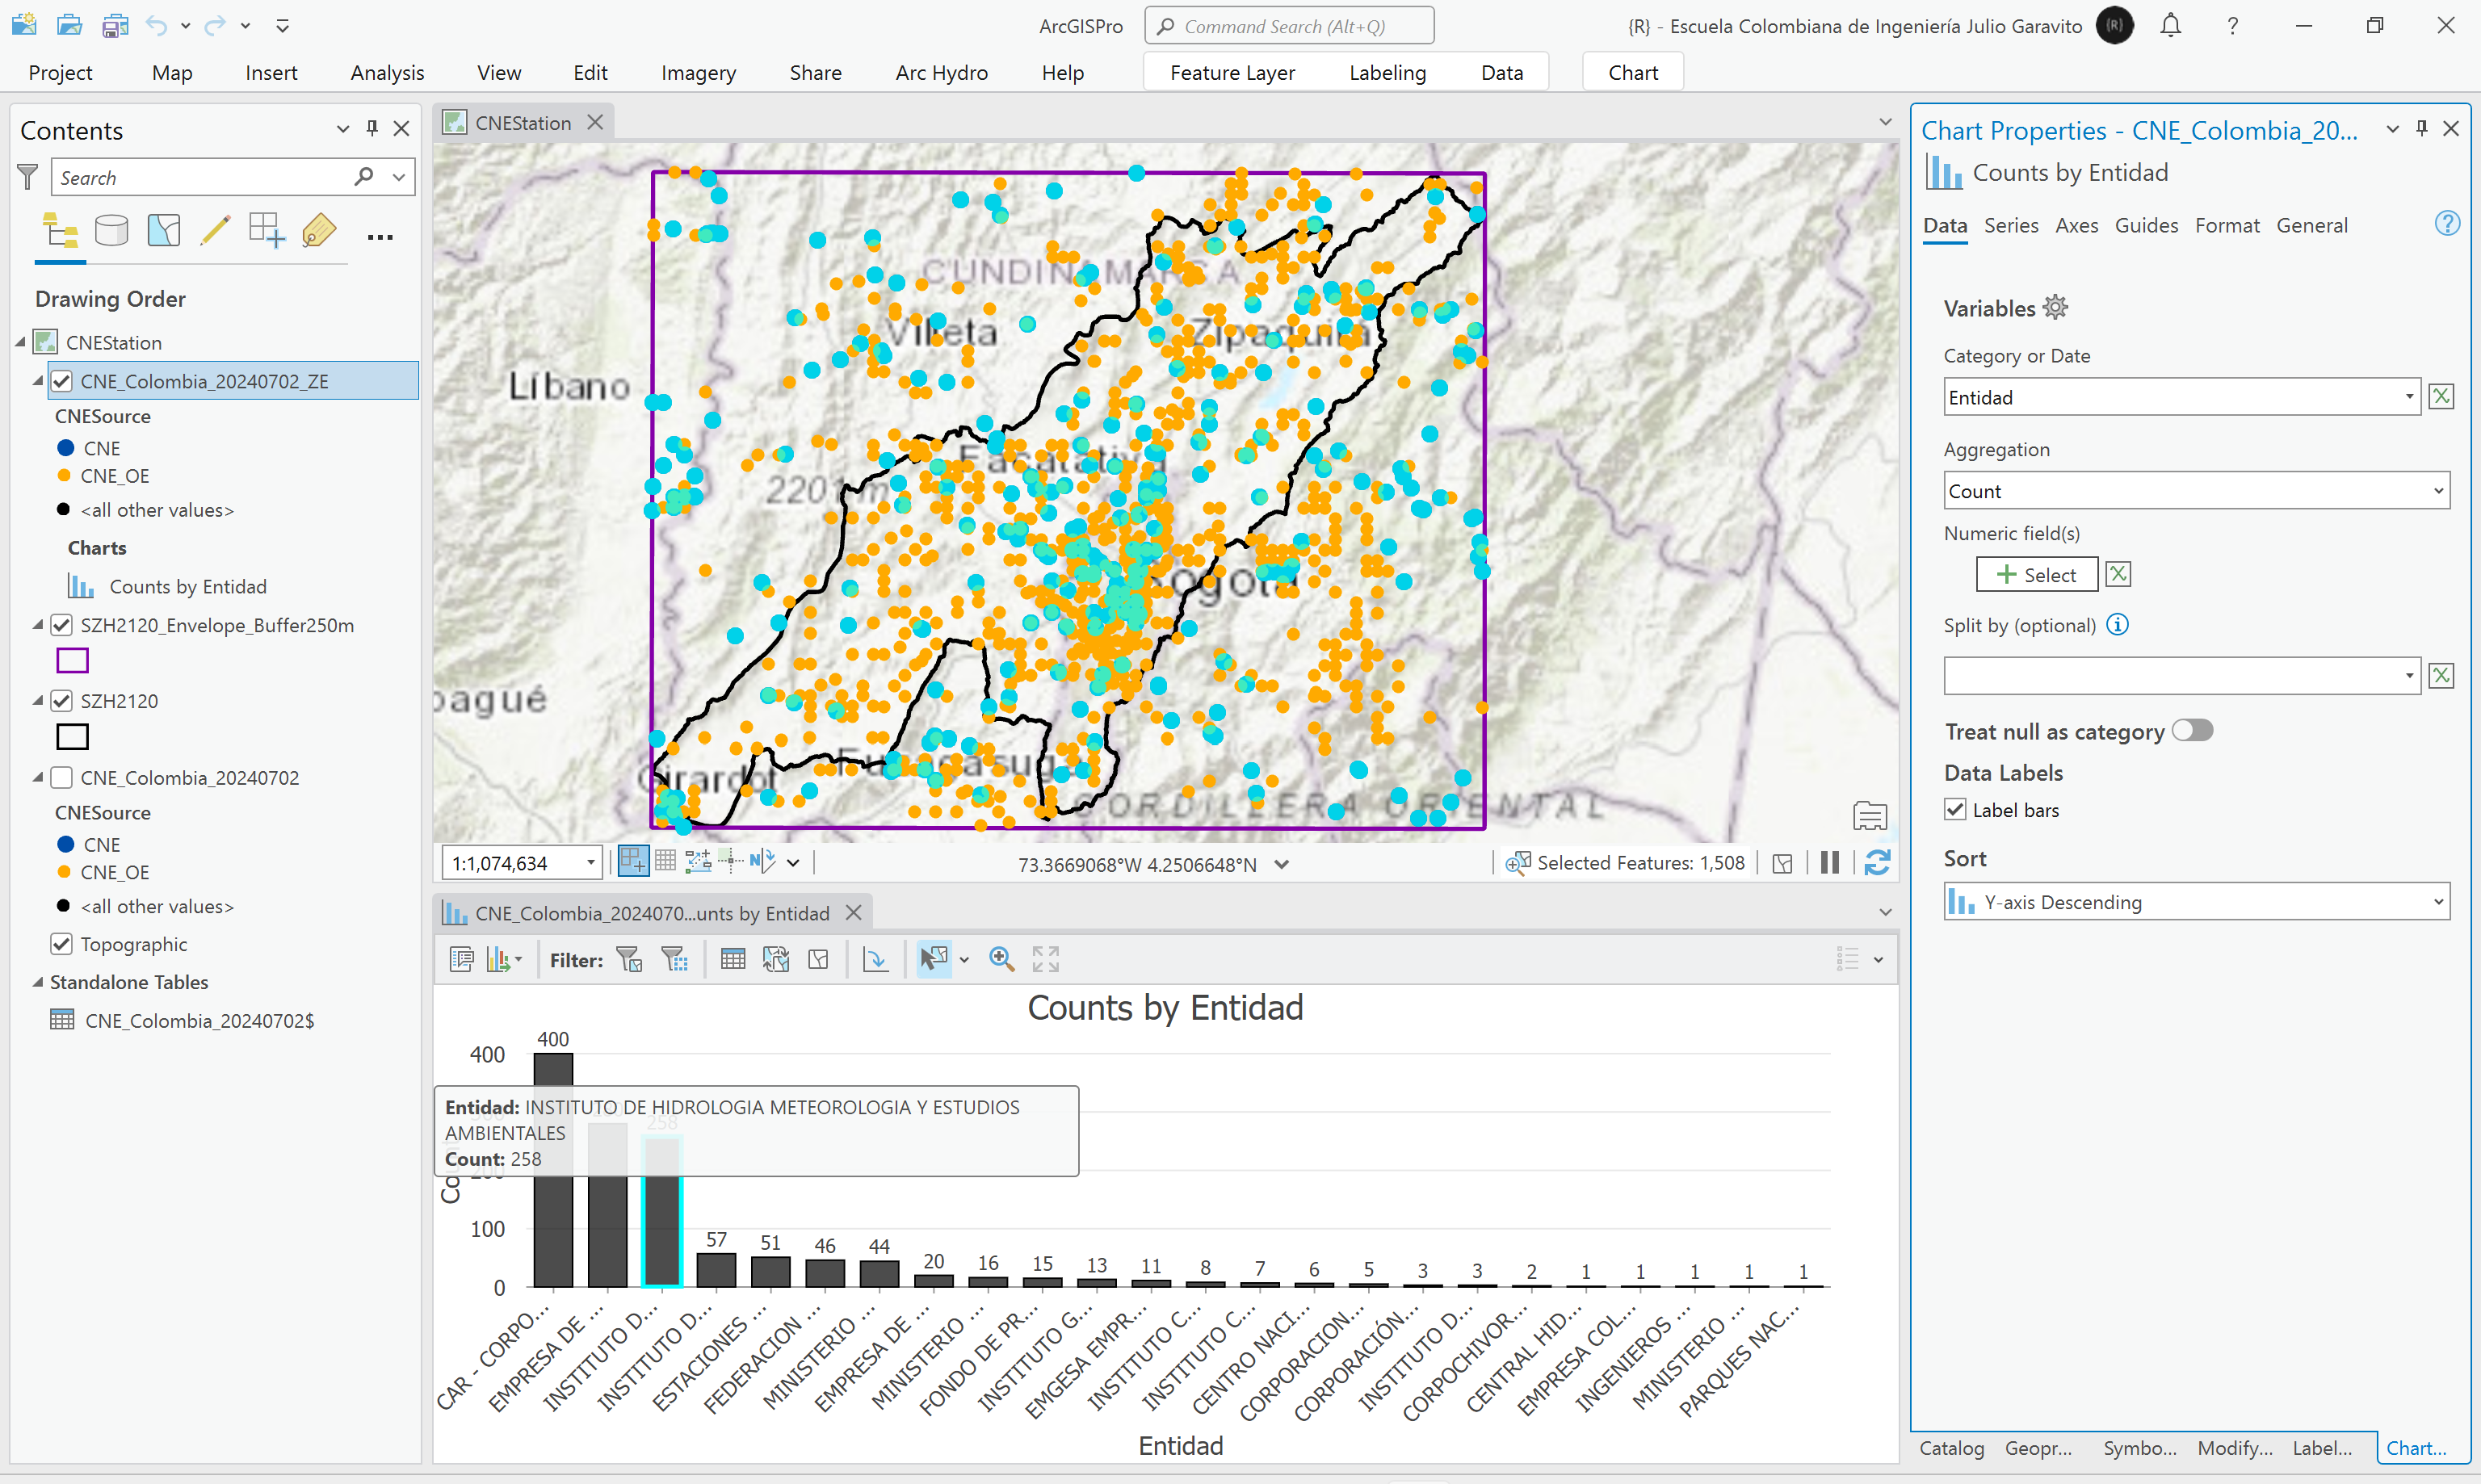 ArcGISPro
Command Search (Alt+Q)
{R} - Escuela Colombiana de Ingeniería Julio Garavito
{R}
Project Map Insert Analysis View Edit Imagery Share Arc Hydro Help Feature Layer Labeling Data Chart
Contents
Search
Drawing Order
CNEStation
CNE_Colombia_20240702_ZE
CNESource
CNE
CNE_OE
<all other values>
Charts
Counts by Entidad
SZH2120_Envelope_Buffer250m
SZH2120
CNE_Colombia_20240702
CNESource
CNE
CNE_OE
<all other values>
Topographic
Standalone Tables
CNE_Colombia_20240702$
CNEStation
CUNDINAMARCA
Villeta
Zipaquirá
Líbano
Facatativá
2201 m
Bogotá
bagué
Girardot
Fusagasugá
CORDILLERA ORIENTAL
1:1,074,634
73.3669068°W 4.2506648°N
Selected Features: 1,508
CNE_Colombia_2024070...unts by Entidad
Filter:
Counts by Entidad
400
400
Entidad: INSTITUTO DE HIDROLOGIA METEOROLOGIA Y ESTUDIOS
AMBIENTALES
Count: 258
258
200
100
0
57 51 46 44 20 16 15 13 11 8 7 6 5 3 3 2 1 1 1 1 1
CAR - CORPO...
EMPRESA DE ...
INSTITUTO D...
INSTITUTO D...
ESTACIONES ...
FEDERACION ...
MINISTERIO ...
EMPRESA DE ...
MINISTERIO ...
FONDO DE PR...
INSTITUTO G...
EMGESA EMPR...
INSTITUTO C...
INSTITUTO C...
CENTRO NACI...
CORPORACION...
CORPORACIÓN...
INSTITUTO D...
CORPOCHIVOR...
CENTRAL HID...
EMPRESA COL...
INGENIEROS ...
MINISTERIO ...
PARQUES NAC...
Entidad
Chart Properties - CNE_Colombia_20...
Counts by Entidad
Data Series Axes Guides Format General
Variables
Category or Date
Entidad
Aggregation
Count
Numeric field(s)
Select
Split by (optional)
Treat null as category
Data Labels
Label bars
Sort
Y-axis Descending
Catalog Geopr... Symbo... Modify... Label... Chart...